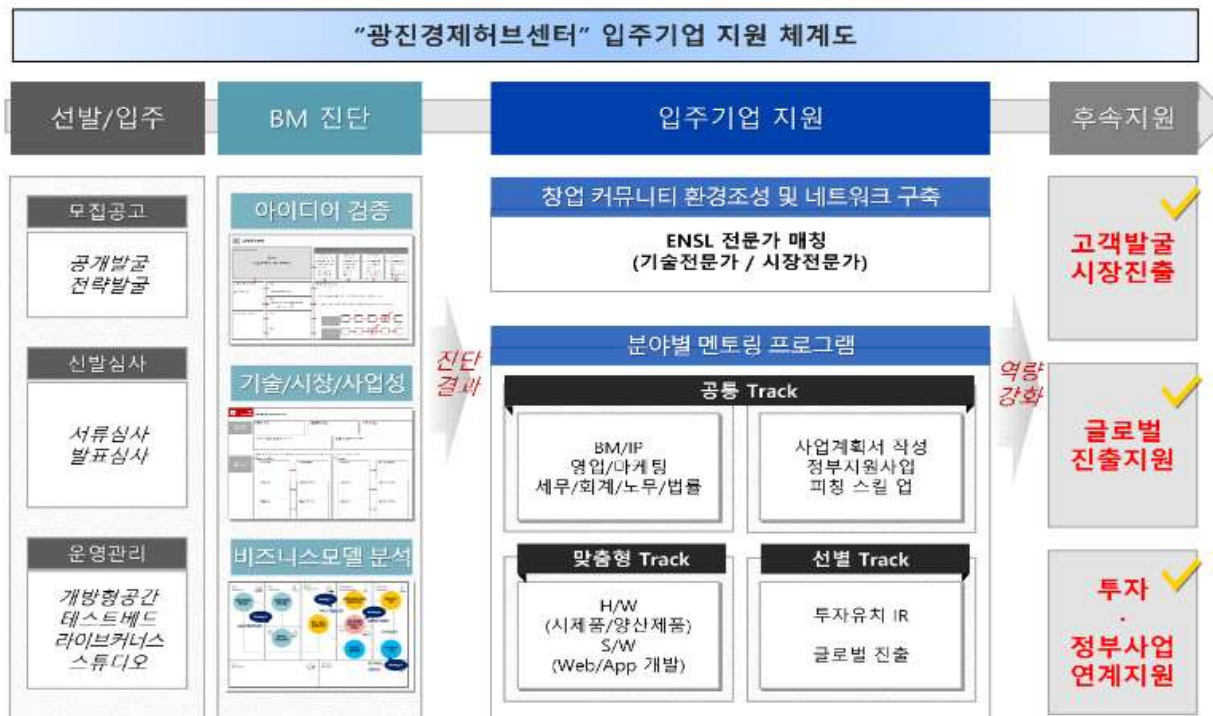 “광진경제허브센터” 입주기업 지원 체계도
선발/입주
모집공고
공개발굴
전략발굴
선발심사
서류심사
발표심사
운영관리
개방형공간
테스트베드
라이브커너스
스튜디오
BM 진단
아이디어 검증
기술/시장/사업성
비즈니스모델 분석
진단
결과
입주기업 지원
창업 커뮤니티 환경조성 및 네트워크 구축
ENSL 전문가 매칭
(기술전문가 / 시장전문가)
분야별 멘토링 프로그램
공통 Track
BM/IP
영업/마케팅
세무/회계/노무/법률
사업계획서 작성
정부지원사업
피칭 스킬 업
맞춤형 Track
H/W
(시제품/양산제품)
S/W
(Web/App 개발)
선별 Track
투자유치 IR
글로벌 진출
역량
강화
후속지원
고객발굴
시장진출
글로벌
진출지원
투자
·
정부사업
연계지원